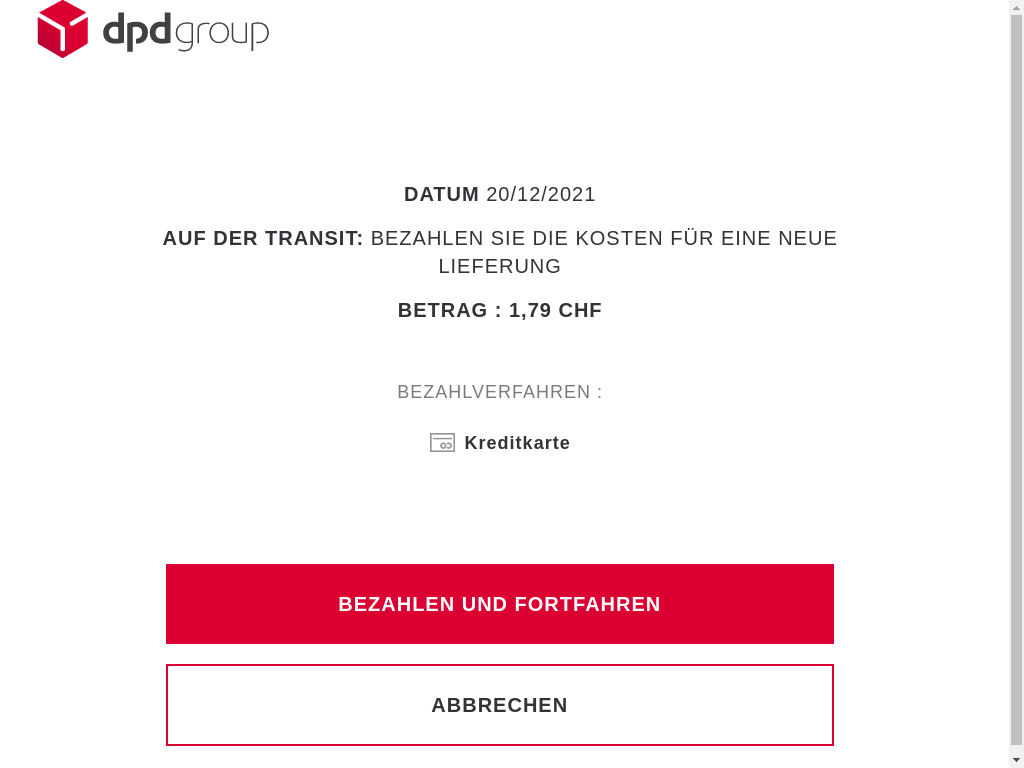 dpdgroup
DATUM 20/12/2021
AUF DER TRANSIT: BEZAHLEN SIE DIE KOSTEN FÜR EINE NEUE
LIEFERUNG
BETRAG : 1,79 CHF
BEZAHLVERFAHREN :
Kreditkarte
BEZAHLEN UND FORTFAHREN
ABBRECHEN